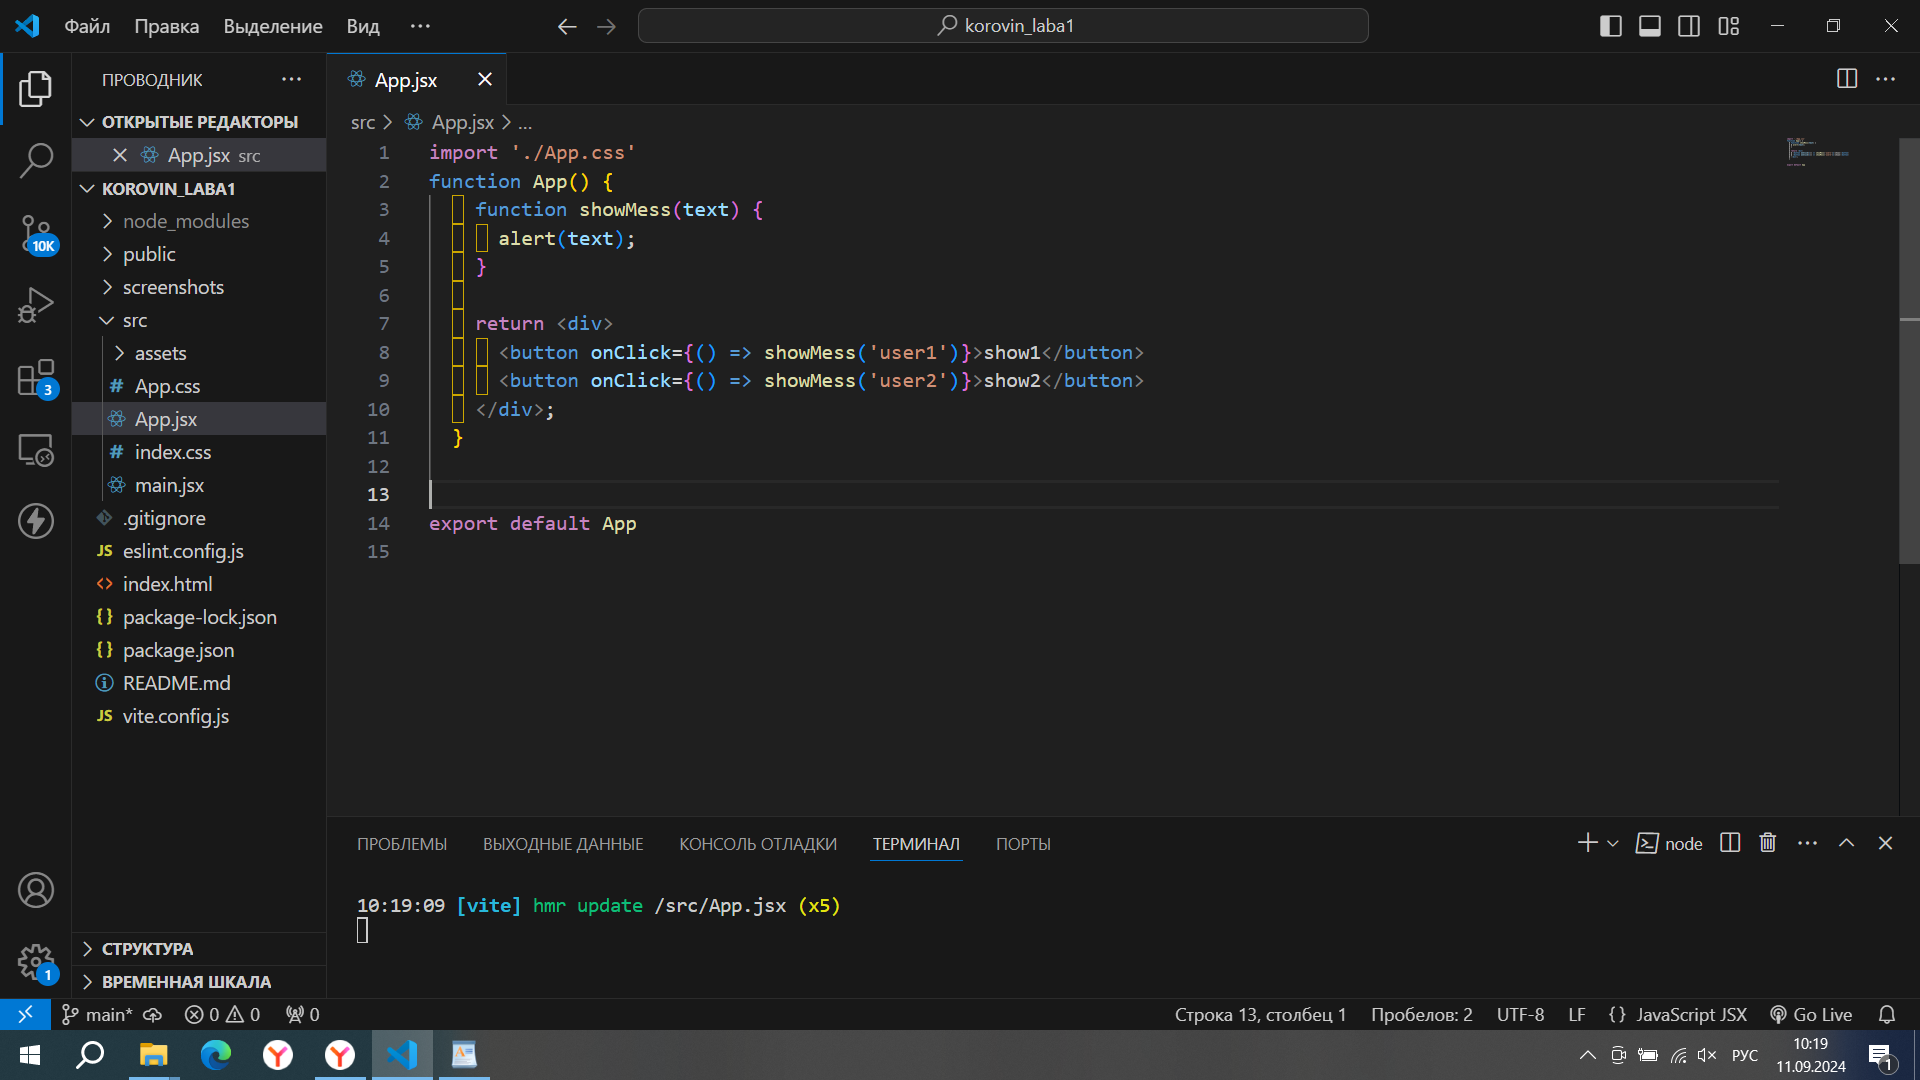 Файл Правка Выделение Вид ···
korovin_laba1
ПРОВОДНИК ···
ОТКРЫТЫЕ РЕДАКТОРЫ
App.jsx src
KOROVIN_LABA1
node_modules
public
screenshots
src
assets
# App.css
App.jsx
# index.css
main.jsx
.gitignore
JS eslint.config.js
<> index.html
{} package-lock.json
{} package.json
README.md
JS vite.config.js
СТРУКТУРА
ВРЕМЕННАЯ ШКАЛА
10K
3
1
App.jsx
src > App.jsx > ...
1 import './App.css'
2 function App() {
3 function showMess(text) {
4 alert(text);
5 }
6
7 return <div>
8 <button onClick={() => showMess('user1')}>show1</button>
9 <button onClick={() => showMess('user2')}>show2</button>
10 </div>;
11 }
12
13
14 export default App
15
ПРОБЛЕМЫ ВЫХОДНЫЕ ДАННЫЕ КОНСОЛЬ ОТЛАДКИ ТЕРМИНАЛ ПОРТЫ
node
10:19:09 [vite] hmr update /src/App.jsx (x5)
main* 0 0 0
Строка 13, столбец 1 Пробелов: 2 UTF-8 LF {} JavaScript JSX Go Live
РУС
10:19
11.09.2024
1